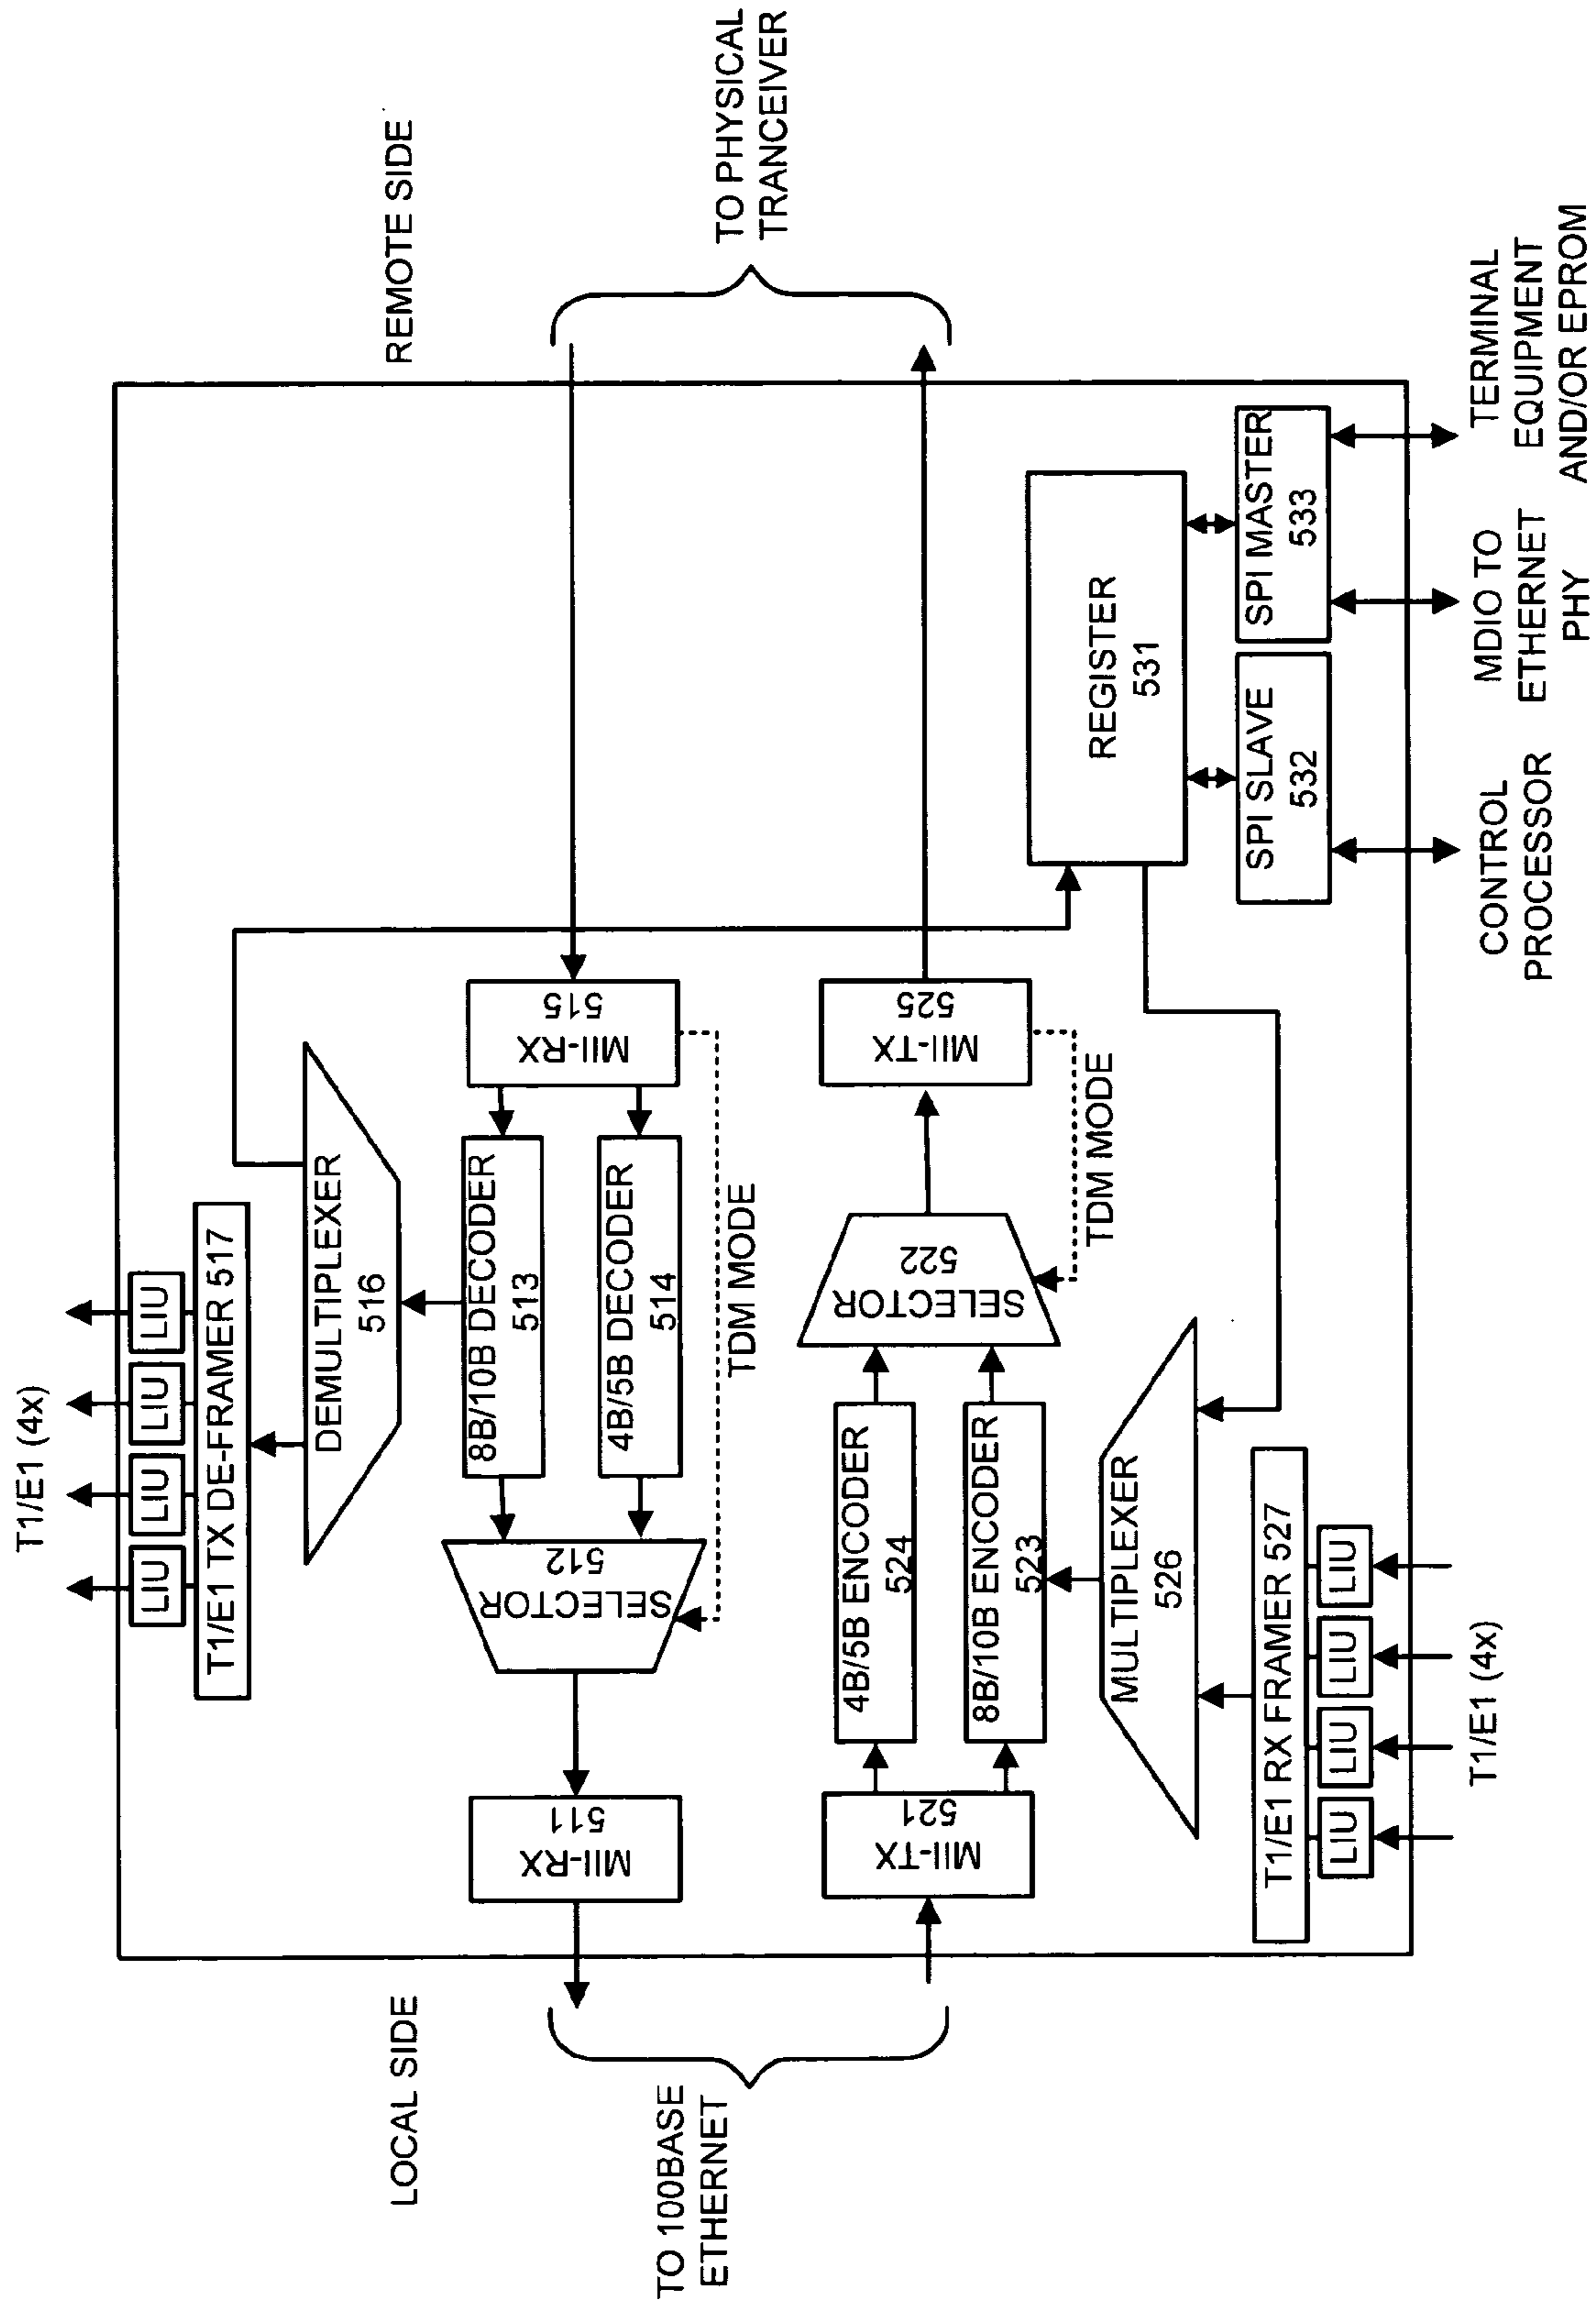 T1/E1 (4x)
LIU
LIU
LIU
LIU
T1/E1 TX DE-FRAMER 517
DEMULTIPLEXER
516
LOCAL SIDE
REMOTE SIDE
MII-RX
511
SELECTOR
512
8B/10B DECODER
513
4B/5B DECODER
514
MII-RX
515
TDM MODE
TO 100BASE
ETHERNET
TO PHYSICAL
TRANCEIVER
MII-TX
521
4B/5B ENCODER
524
8B/10B ENCODER
523
SELECTOR
522
MII-TX
525
TDM MODE
REGISTER
531
MULTIPLEXER
526
SPI SLAVE
532
SPI MASTER
533
T1/E1 RX FRAMER 527
LIU
LIU
LIU
LIU
T1/E1 (4x)
CONTROL
PROCESSOR
MDIO TO
ETHERNET
PHY
TERMINAL
EQUIPMENT
AND/OR EPROM